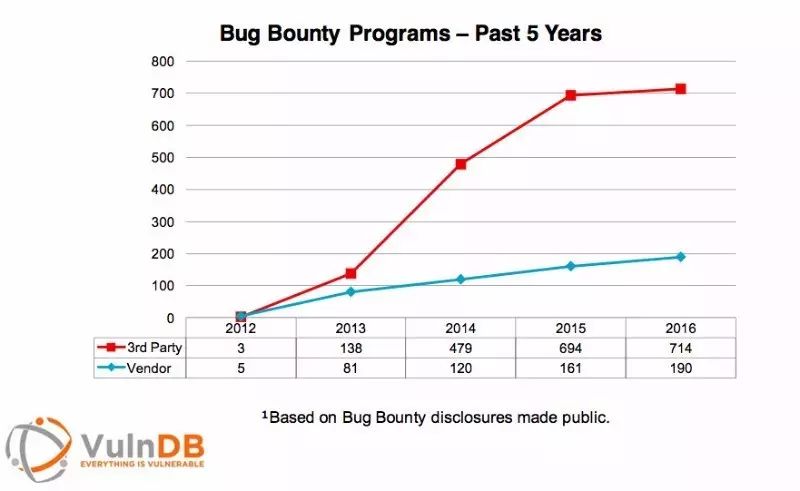 Bug Bounty Programs – Past 5 Years
800
700
600
500
400
300
200
100
0
2012 2013 2014 2015 2016
3rd Party 3 138 479 694 714
Vendor 5 81 120 161 190
¹Based on Bug Bounty disclosures made public.
VulnDB
EVERYTHING IS VULNERABLE